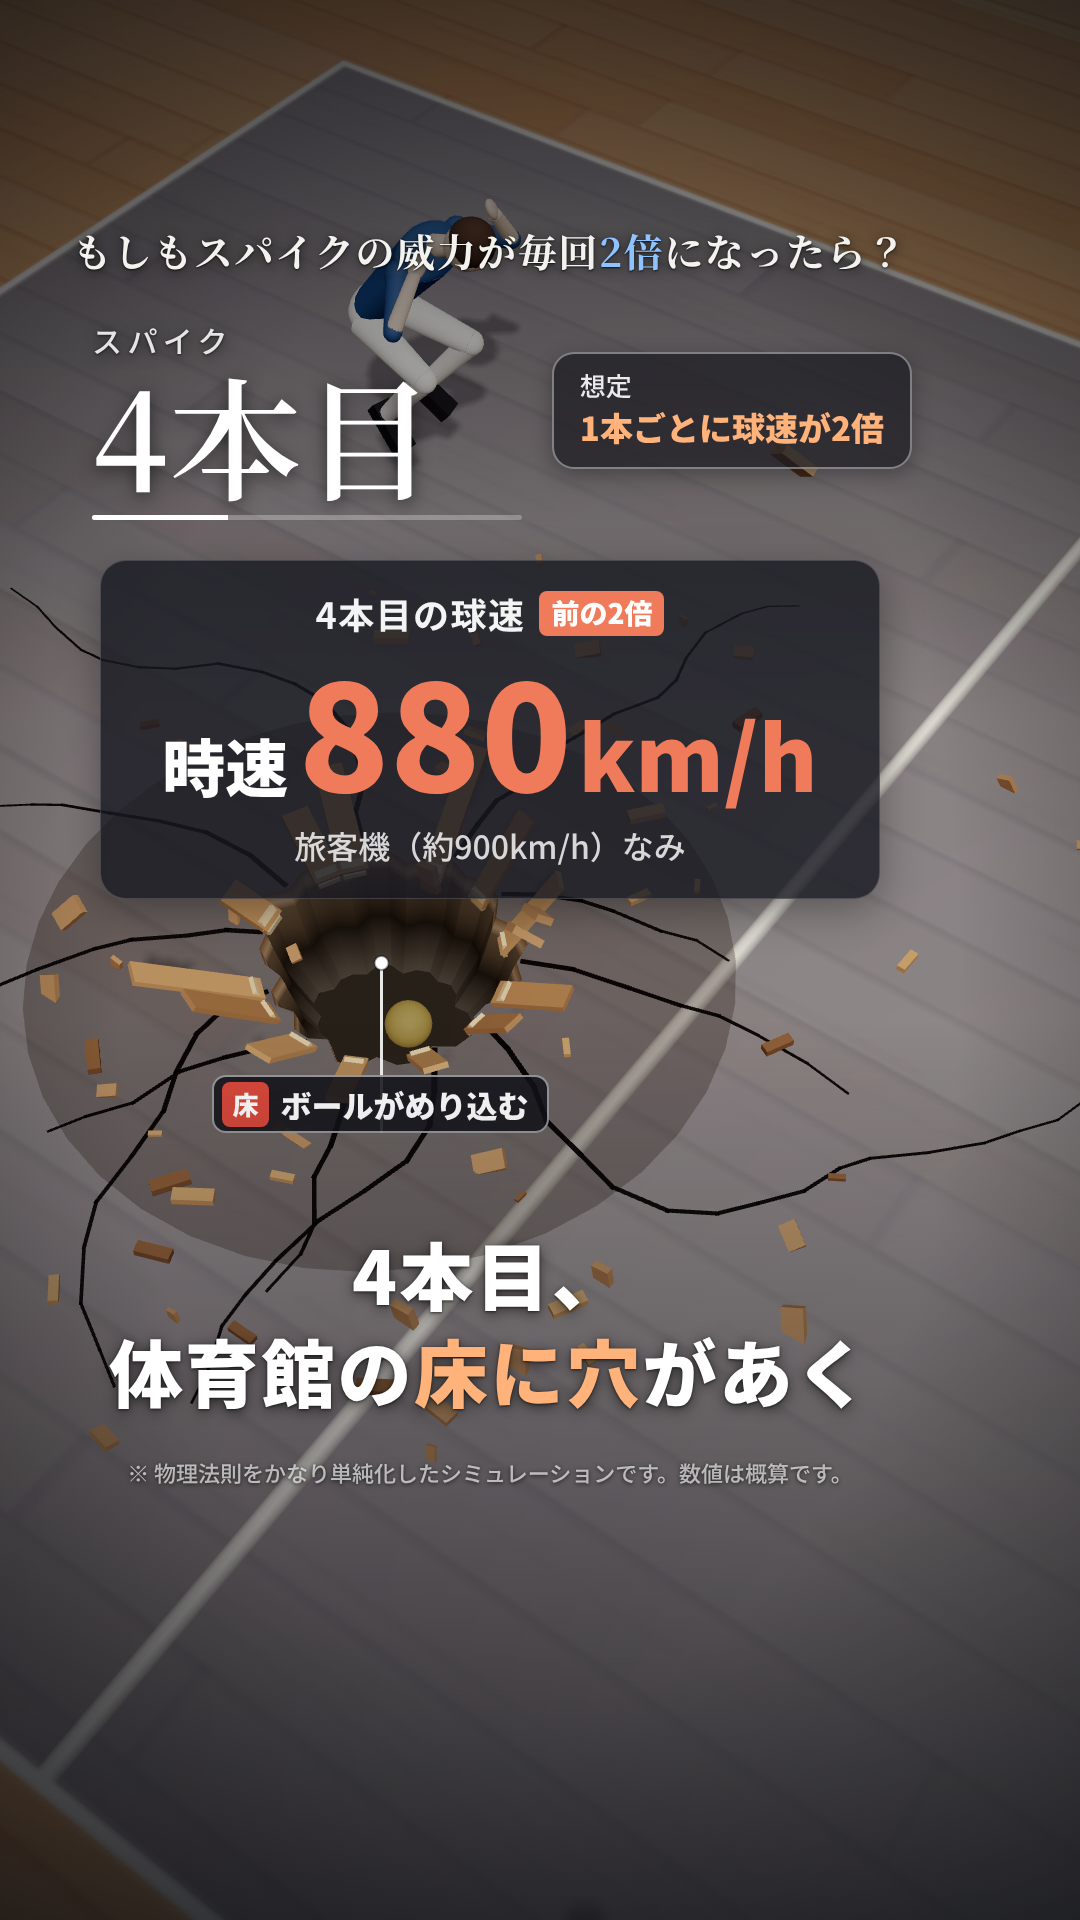 もしもスパイクの威力が毎回2倍になったら？
スパイク
4本目
想定
1本ごとに球速が2倍
4本目の球速 前の2倍
時速880km/h
旅客機（約900km/h）なみ
床 ボールがめり込む
4本目、
体育館の床に穴があく
※ 物理法則をかなり単純化したシミュレーションです。数値は概算です。